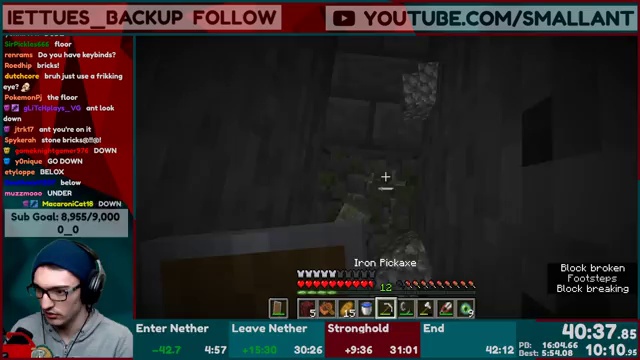 IETTUES_BACKUP FOLLOW
YOUTUBE.COM/SMALLANT
SirPickles666 floor
renrams Do you have keybinds?
Roedhip bricks!
dutchcore bruh just use a frikking
eye?
PokemonPj the floor
gLiTcHplays_VG ant look
down
jtrk17 ant you're on it
Spykerah stone bricks@!!@!
gameknightgamer976 DOWN
y0nique GO DOWN
etyloppe BELOX
below
muzzmooo UNDER
MacaroniCat18 DOWN
Sub Goal: 8,955/9,000
0_0
Iron Pickaxe
12
5
15
9
Block broken
Footsteps
Block breaking
Enter Nether Leave Nether Stronghold End
-42.7 4:57 +15:30 30:26 +9:36 31:01 42:12
40:37.85
PB: 16:04.66
Best: 5:54.08
10:10.95